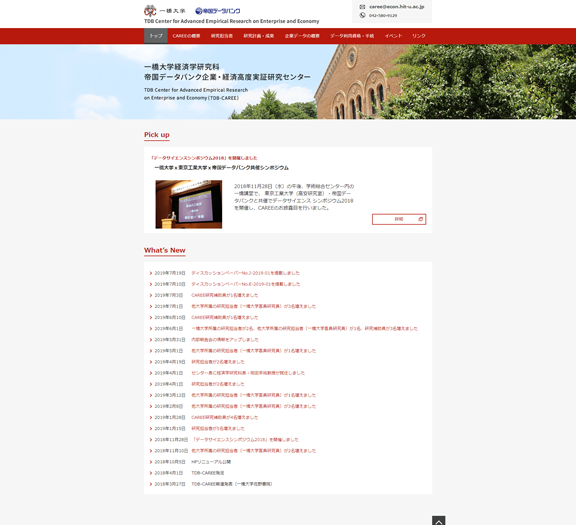 一橋大学 帝国データバンク
TDB Center for Advanced Empirical Research on Enterprise and Economy
caree@econ.hit-u.ac.jp
042-580-9129
トップ CAREEの概要 研究担当者 研究計画・成果 企業データの概要 データ利用資格・手続 イベント リンク
一橋大学経済学研究科
帝国データバンク企業・経済高度実証研究センター
TDB Center for Advanced Empirical Research
on Enterprise and Economy (TDB-CAREE)
Pick up
「データサイエンスシンポジウム2018」を開催しました
一橋大学 x 東京工業大学 x 帝国データバンク共催シンポジウム
2018年11月28日（水）の午後、学術総合センター内の
一橋講堂で、東京工業大学（高安研究室）・帝国デー
タバンクと共催でデータサイエンス シンポジウム2018
を開催し、CAREEのお披露目を行いました。
詳細
What's New
2019年7月19日 ディスカッションペーパーNo.J-2019-01を掲載しました
2019年7月10日 ディスカッションペーパーNo.E-2019-01を掲載しました
2019年7月3日 CAREE研究補助員が1名増えました
2019年7月1日 他大学所属の研究担当者（一橋大学客員研究員）が3名増えました
2019年6月10日 CAREE研究補助員が1名増えました
2019年6月1日 一橋大学所属の研究担当者が2名、他大学所属の研究担当者（一橋大学客員研究員）が1名、研究補助員が3名増えました
2019年5月31日 内部報告会の情報をアップしました
2019年5月1日 他大学所属の研究担当者（一橋大学客員研究員）が1名増えました
2019年4月19日 研究担当者が2名増えました
2019年4月1日 センター長に経済学研究科長・岡室博之教授が就任しました
2019年4月1日 研究担当者が2名増えました
2019年3月12日 他大学所属の研究担当者（一橋大学客員研究員）が1名増えました
2019年2月8日 他大学所属の研究担当者（一橋大学客員研究員）が3名増えました
2019年1月28日 CAREE研究補助員が4名増えました
2019年1月15日 研究担当者が5名増えました
2018年11月28日 「データサイエンスシンポジウム2018」を開催しました
2018年11月10日 他大学所属の研究担当者（一橋大学客員研究員）が2名増えました
2018年10月5日 HPリニューアル公開
2018年4月1日 TDB-CAREE発足
2018年3月27日 TDB-CAREE報道発表（一橋大学佐野書院）